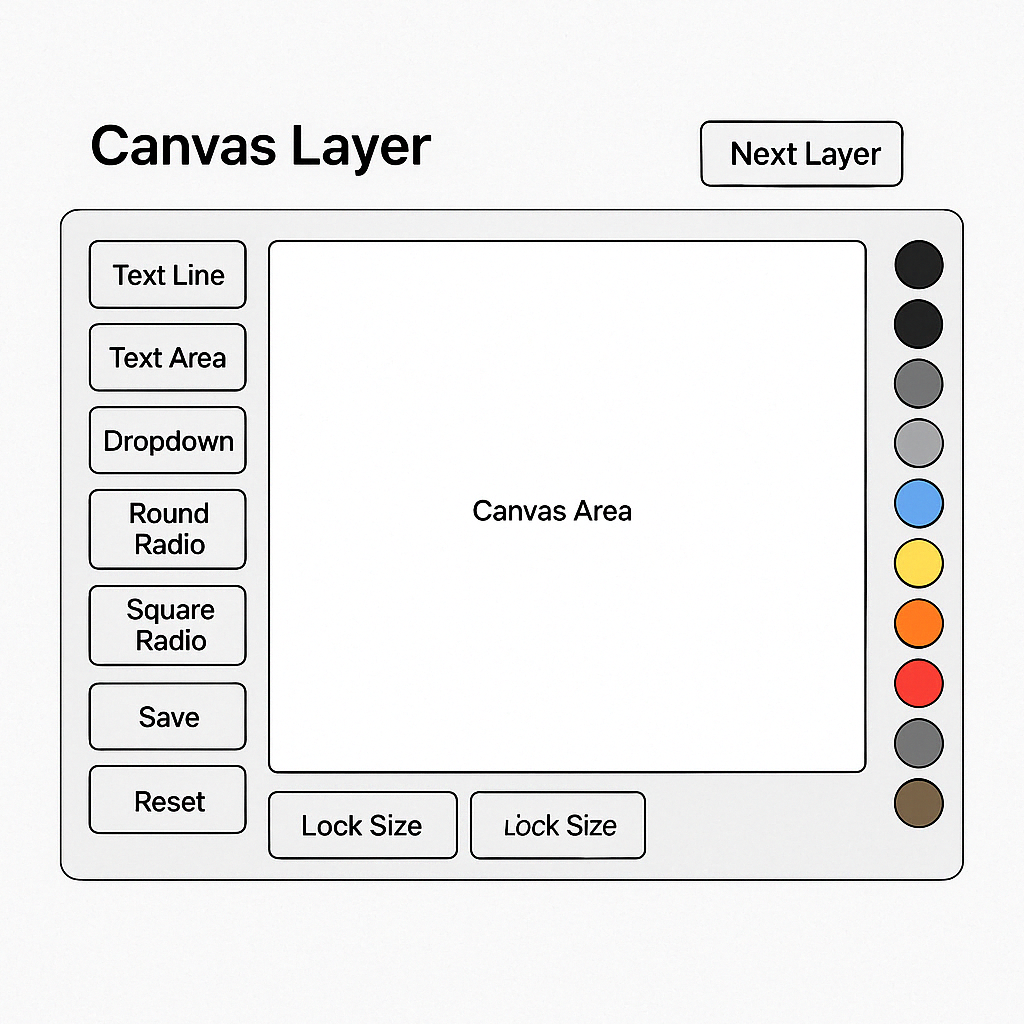 Canvas Layer
Next Layer
Text Line
Text Area
Dropdown
Round
Radio
Square
Radio
Save
Reset
Canvas Area
Lock Size
Lock Size